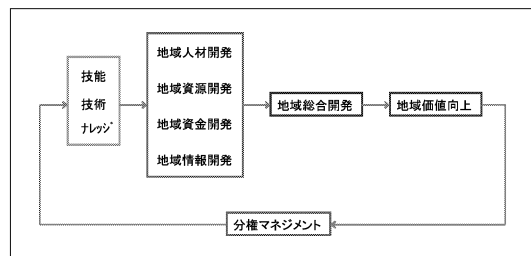 技能
技術
ナレッジ
地域人材開発
地域資源開発
地域資金開発
地域情報開発
地域総合開発
地域価値向上
分権マネジメント